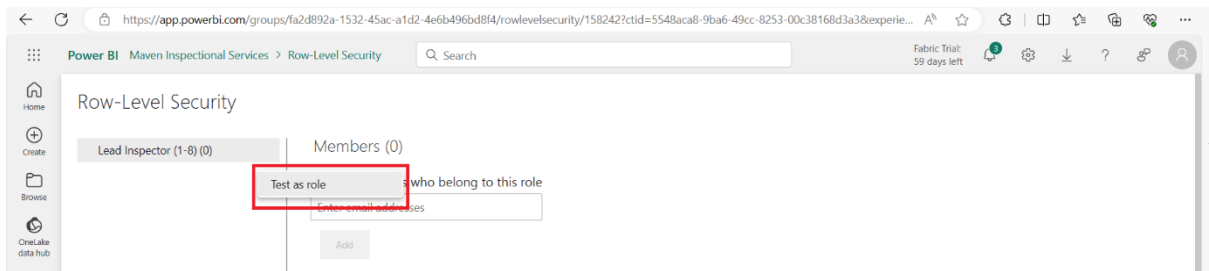 https://app.powerbi.com/groups/fa2d892a-1532-45ac-a1d2-4e6b496bd8f4/rowlevelsecurity/158242?ctid=5548aca8-9ba6-49cc-8253-00c38168d3a3&experie...
Power BI Maven Inspectional Services > Row-Level Security
Search
Fabric Trial:
59 days left
3
Home
Create
Browse
OneLake
data hub
Row-Level Security
Lead Inspector (1-8) (0)
Members (0)
Test as role
s who belong to this role
Enter email addresses
Add